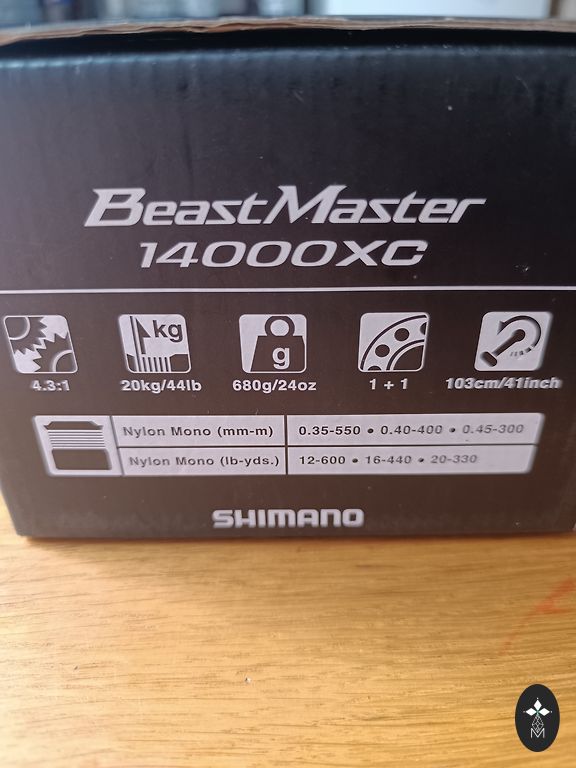 BeastMaster
14000XC
kg
g
4.3:1 20kg/44lb 680g/24oz 1 + 1 103cm/41inch
Nylon Mono (mm-m) 0.35-550 • 0.40-400 • 0.45-300
Nylon Mono (lb-yds.) 12-600 • 16-440 • 20-330
SHIMANO
M